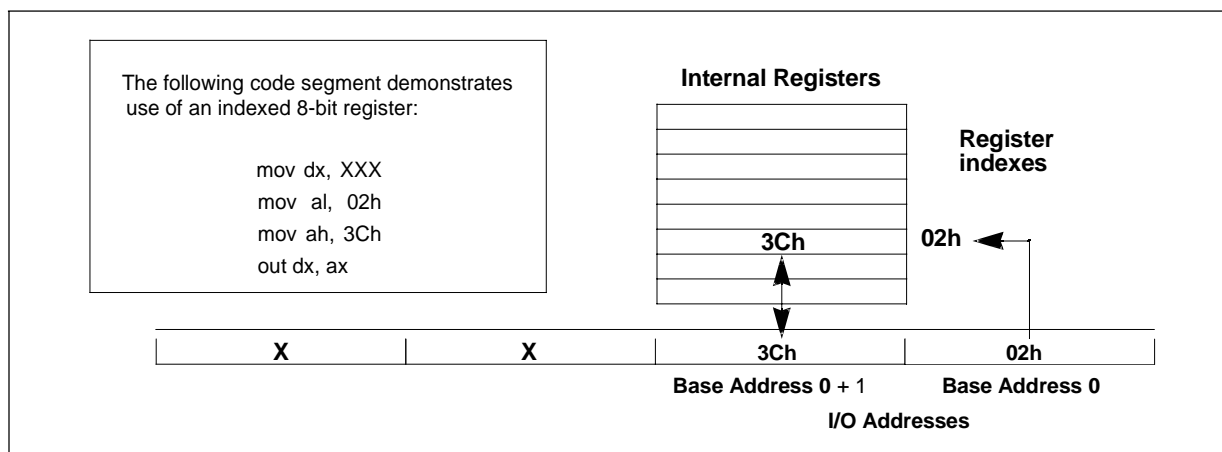 The following code segment demonstrates
use of an indexed 8-bit register:
mov dx, XXX
mov al, 02h
mov ah, 3Ch
out dx, ax
Internal Registers
Register
indexes
3Ch
02h
X X 3Ch 02h
Base Address 0 + 1 Base Address 0
I/O Addresses